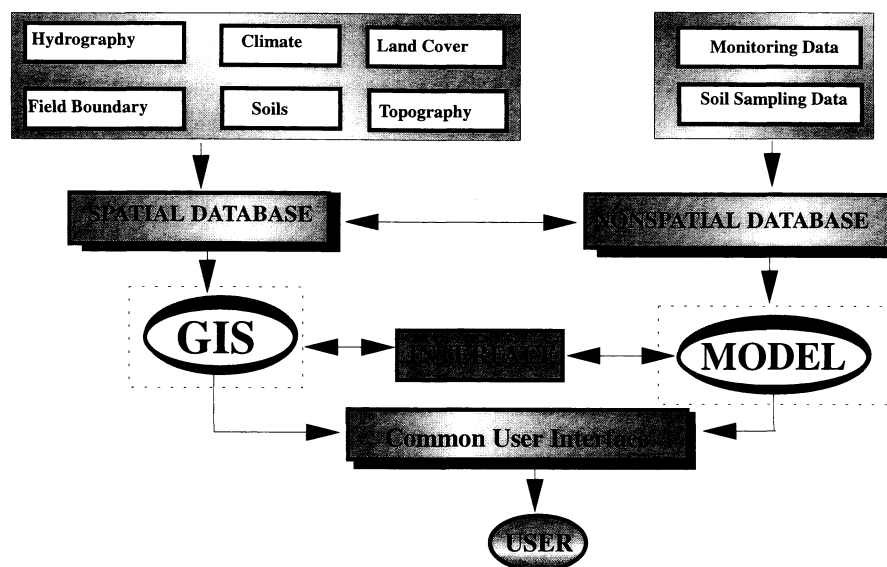 Hydrography
Climate
Land Cover
Field Boundary
Soils
Topography
Monitoring Data
Soil Sampling Data
SPATIAL DATABASE
NONSPATIAL DATABASE
GIS
INTERFACE
MODEL
Common User Interface
USER